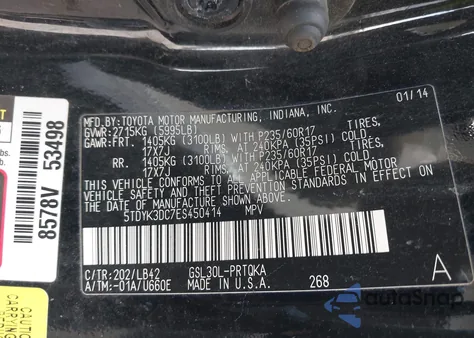 MFD.BY:TOYOTA MOTOR MANUFACTURING, INDIANA, INC. 01/14
GVWR:2715KG (5995LB)
GAWR:FRT. 1405KG (3100LB) WITH P235/60R17 TIRES,
17X7J RIMS, AT 240KPA (35PSI) COLD.
RR. 1405KG (3100LB) WITH P235/60R17 TIRES,
17X7J RIMS, AT 240KPA (35PSI) COLD.
THIS VEHICLE CONFORMS TO ALL APPLICABLE FEDERAL MOTOR
VEHICLE SAFETY AND THEFT PREVENTION STANDARDS IN EFFECT
ON THE DATE OF MANUFACTURE SHOWN ABOVE.
5TDYK3DC7ES450414 MPV
C/TR:202/LB42 GSL30L-PRTQKA
A/TM:-01A/U660E MADE IN U.S.A. 268
A
8578V 53498
lbs.
CAUTION
CARRYING
AutoSnap